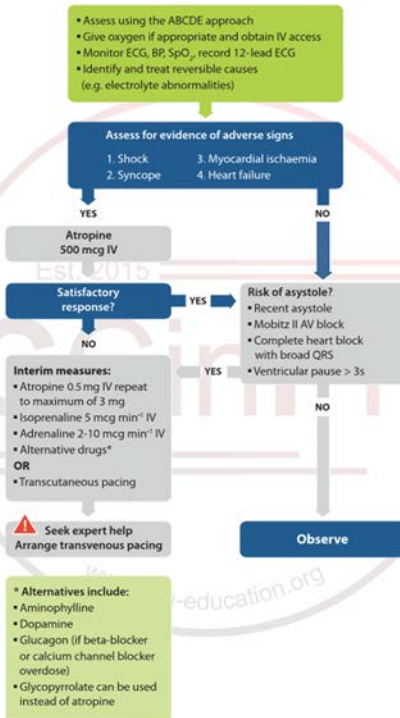 ▪ Assess using the ABCDE approach
▪ Give oxygen if appropriate and obtain IV access
▪ Monitor ECG, BP, SpO₂, record 12-lead ECG
▪ Identify and treat reversible causes
(e.g. electrolyte abnormalities)
Assess for evidence of adverse signs
1. Shock 3. Myocardial ischaemia
2. Syncope 4. Heart failure
YES
NO
Atropine
500 mcg IV
Est. 2015
Satisfactory
response?
YES
Risk of asystole?
▪ Recent asystole
▪ Mobitz II AV block
▪ Complete heart block
with broad QRS
▪ Ventricular pause > 3s
NO
YES
NO
Interim measures:
▪ Atropine 0.5 mg IV repeat
to maximum of 3 mg
▪ Isoprenaline 5 mcg min⁻¹ IV
▪ Adrenaline 2-10 mcg min⁻¹ IV
▪ Alternative drugs*
OR
▪ Transcutaneous pacing
Seek expert help
Arrange transvenous pacing
Observe
* Alternatives include:
▪ Aminophylline
▪ Dopamine
▪ Glucagon (if beta-blocker
or calcium channel blocker
overdose)
▪ Glycopyrrolate can be used
instead of atropine